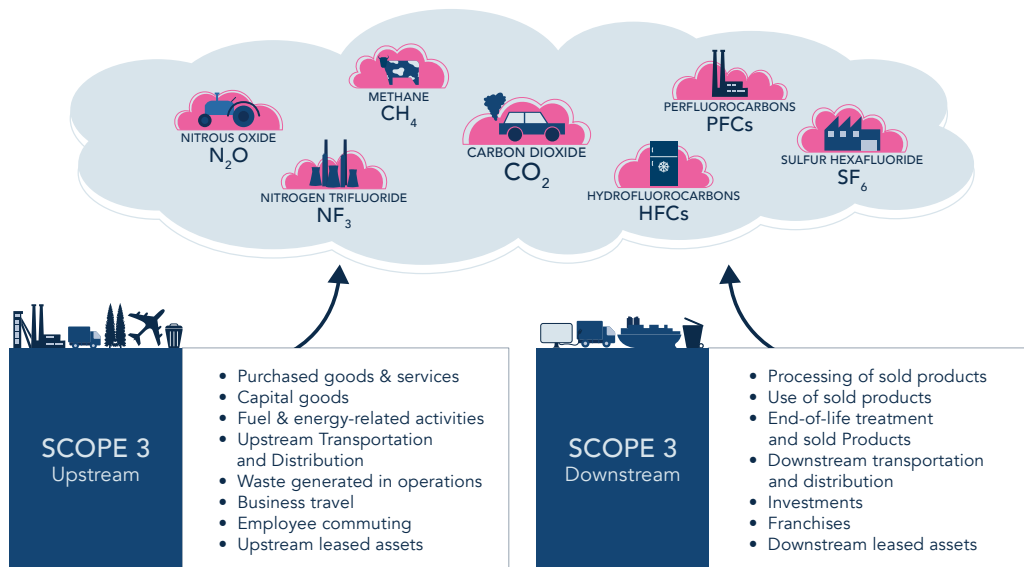 METHANE
CH4
NITROUS OXIDE
N2O
NITROGEN TRIFLUORIDE
NF3
CARBON DIOXIDE
CO2
PERFLUOROCARBONS
PFCs
HYDROFLUOROCARBONS
HFCs
SULFUR HEXAFLUORIDE
SF6
SCOPE 3
Upstream
• Purchased goods & services
• Capital goods
• Fuel & energy-related activities
• Upstream Transportation
and Distribution
• Waste generated in operations
• Business travel
• Employee commuting
• Upstream leased assets
SCOPE 3
Downstream
• Processing of sold products
• Use of sold products
• End-of-life treatment
and sold Products
• Downstream transportation
and distribution
• Investments
• Franchises
• Downstream leased assets